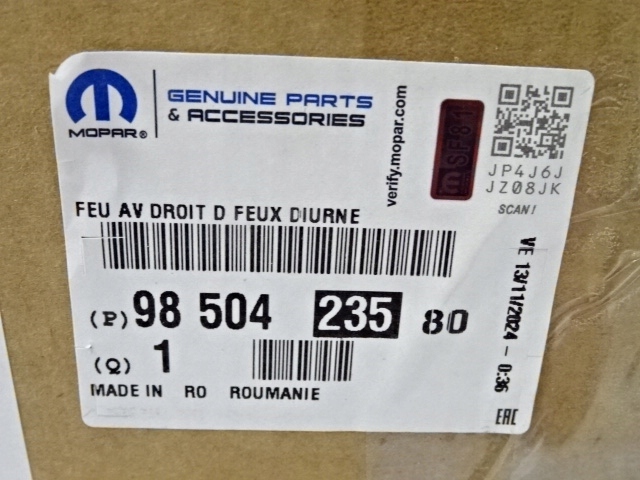 MOPAR®
GENUINE PARTS
& ACCESSORIES
verify.mopar.com
SF81
JP4J6J
JZ08JK
SCAN!
FEU AV DROIT D FEUX DIURNE
(P) 98 504 235 80
(Q) 1
MADE IN RO ROUMANIE
VE 13/11/2024 - 0:36
EAC